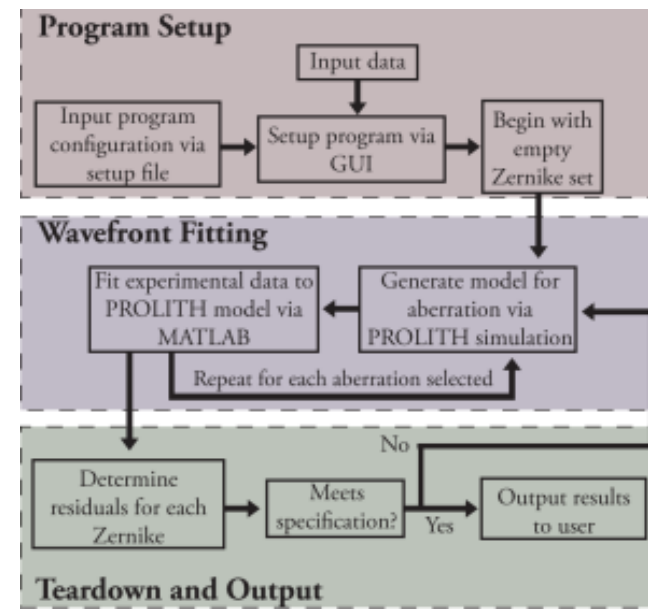 Program Setup
Input data
Input program
configuration via
setup file
Setup program via
GUI
Begin with
empty
Zernike set
Wavefront Fitting
Fit experimental data to
PROLITH model via
MATLAB
Generate model for
aberration via
PROLITH simulation
Repeat for each aberration selected
No
Determine
residuals for each
Zernike
Meets
specification?
Yes
Output results
to user
Teardown and Output